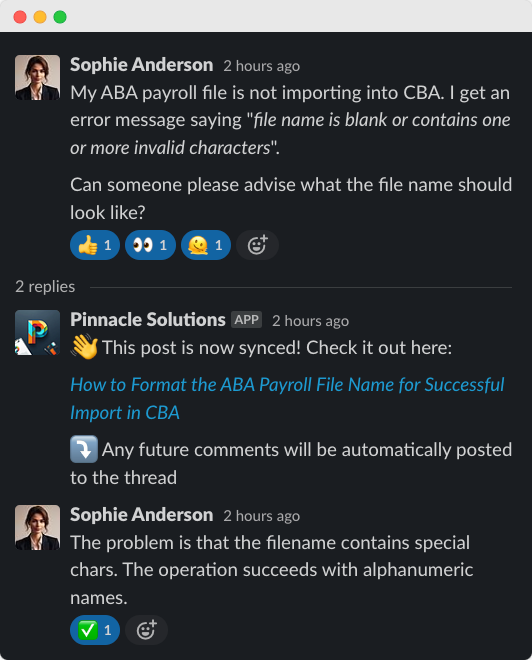 Sophie Anderson 2 hours ago
My ABA payroll file is not importing into CBA. I get an
error message saying "file name is blank or contains one
or more invalid characters".
Can someone please advise what the file name should
look like?
👍 1 👀 1 🫠 1
2 replies
Pinnacle Solutions APP 2 hours ago
👋 This post is now synced! Check it out here:
How to Format the ABA Payroll File Name for Successful
Import in CBA
⤵️ Any future comments will be automatically posted
to the thread
Sophie Anderson 2 hours ago
The problem is that the filename contains special
chars. The operation succeeds with alphanumeric
names.
✅ 1